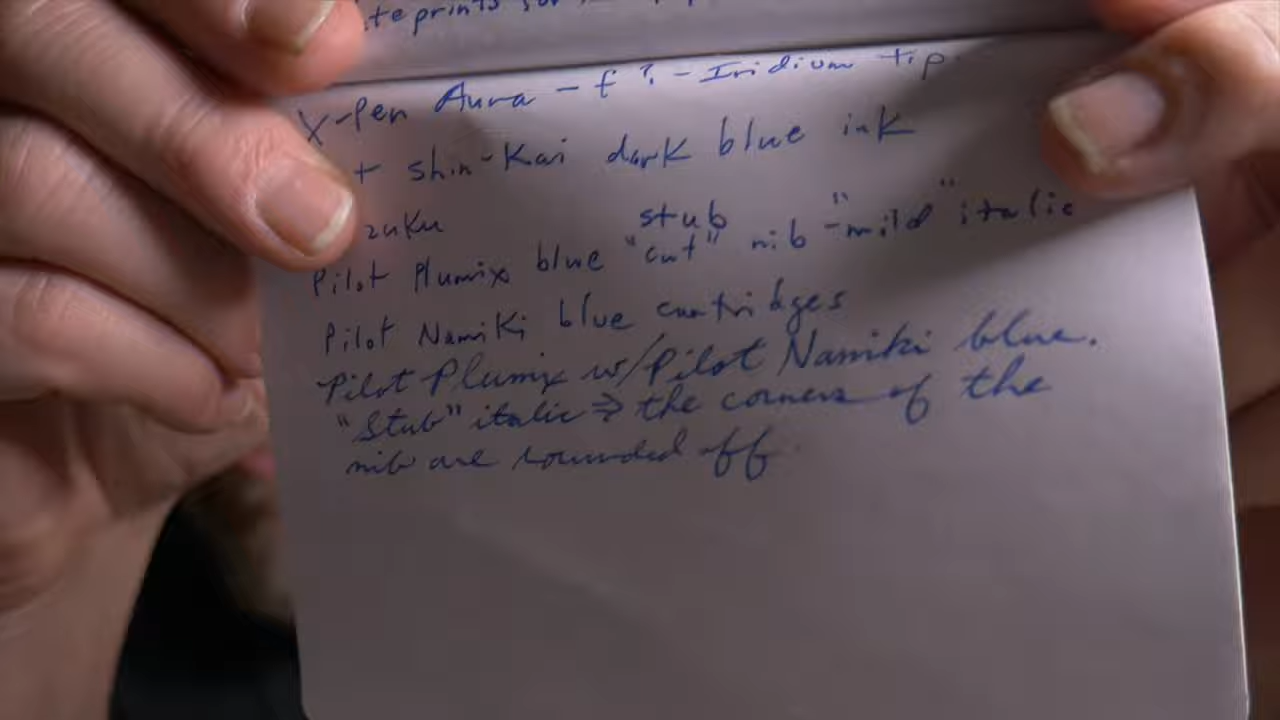 X-Pen Aura - f? - Iridium tip
+ Shin-Kai dark blue ink
zuku
stub
Pilot Plumix blue "cut" nib - "mild" italic
Pilot Namiki blue cartridges
Pilot Plumix w/Pilot Namiki blue.
"Stub" italic ⇒ the corners of the
nib are rounded off